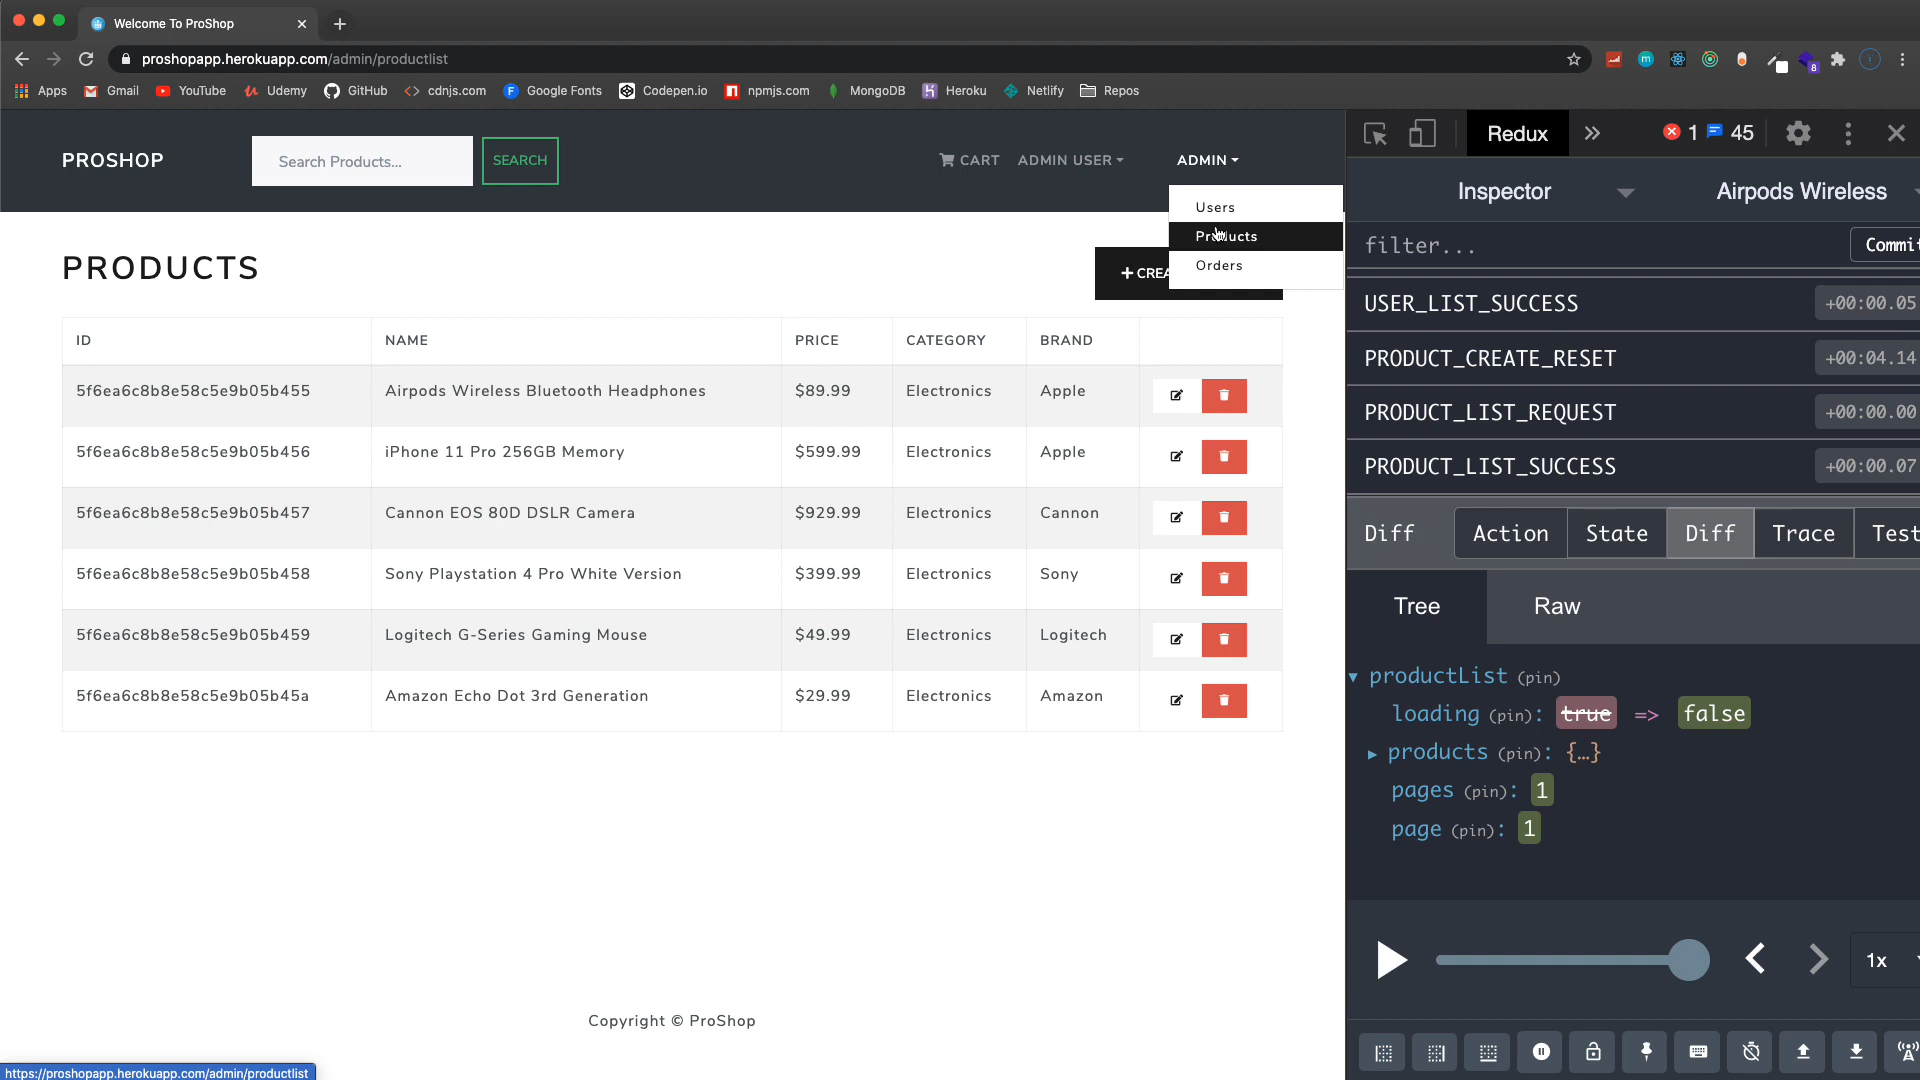 Welcome To ProShop
proshopapp.herokuapp.com/admin/productlist
Apps Gmail YouTube Udemy GitHub cdnjs.com Google Fonts Codepen.io npmjs.com MongoDB Heroku Netlify Repos
8
PROSHOP
Search Products...
SEARCH
CART
ADMIN USER
ADMIN
Users
Products
Orders
PRODUCTS
+ CREA
ID NAME PRICE CATEGORY BRAND
5f6ea6c8b8e58c5e9b05b455 Airpods Wireless Bluetooth Headphones $89.99 Electronics Apple
5f6ea6c8b8e58c5e9b05b456 iPhone 11 Pro 256GB Memory $599.99 Electronics Apple
5f6ea6c8b8e58c5e9b05b457 Cannon EOS 80D DSLR Camera $929.99 Electronics Cannon
5f6ea6c8b8e58c5e9b05b458 Sony Playstation 4 Pro White Version $399.99 Electronics Sony
5f6ea6c8b8e58c5e9b05b459 Logitech G-Series Gaming Mouse $49.99 Electronics Logitech
5f6ea6c8b8e58c5e9b05b45a Amazon Echo Dot 3rd Generation $29.99 Electronics Amazon
Copyright © ProShop
https://proshopapp.herokuapp.com/admin/productlist
Redux » 1 45
Inspector Airpods Wireless
filter... Commit
USER_LIST_SUCCESS +00:00.05
PRODUCT_CREATE_RESET +00:04.14
PRODUCT_LIST_REQUEST +00:00.00
PRODUCT_LIST_SUCCESS +00:00.07
Diff Action State Diff Trace Test
Tree Raw
productList (pin)
loading (pin): true => false
products (pin): {…}
pages (pin): 1
page (pin): 1
1x